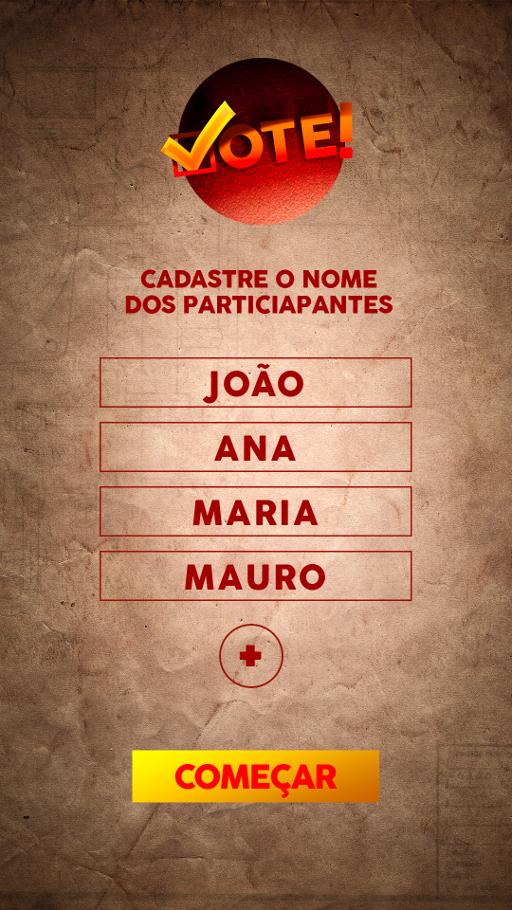 VOTE!
CADASTRE O NOME
DOS PARTICIAPANTES
JOÃO
ANA
MARIA
MAURO
COMEÇAR